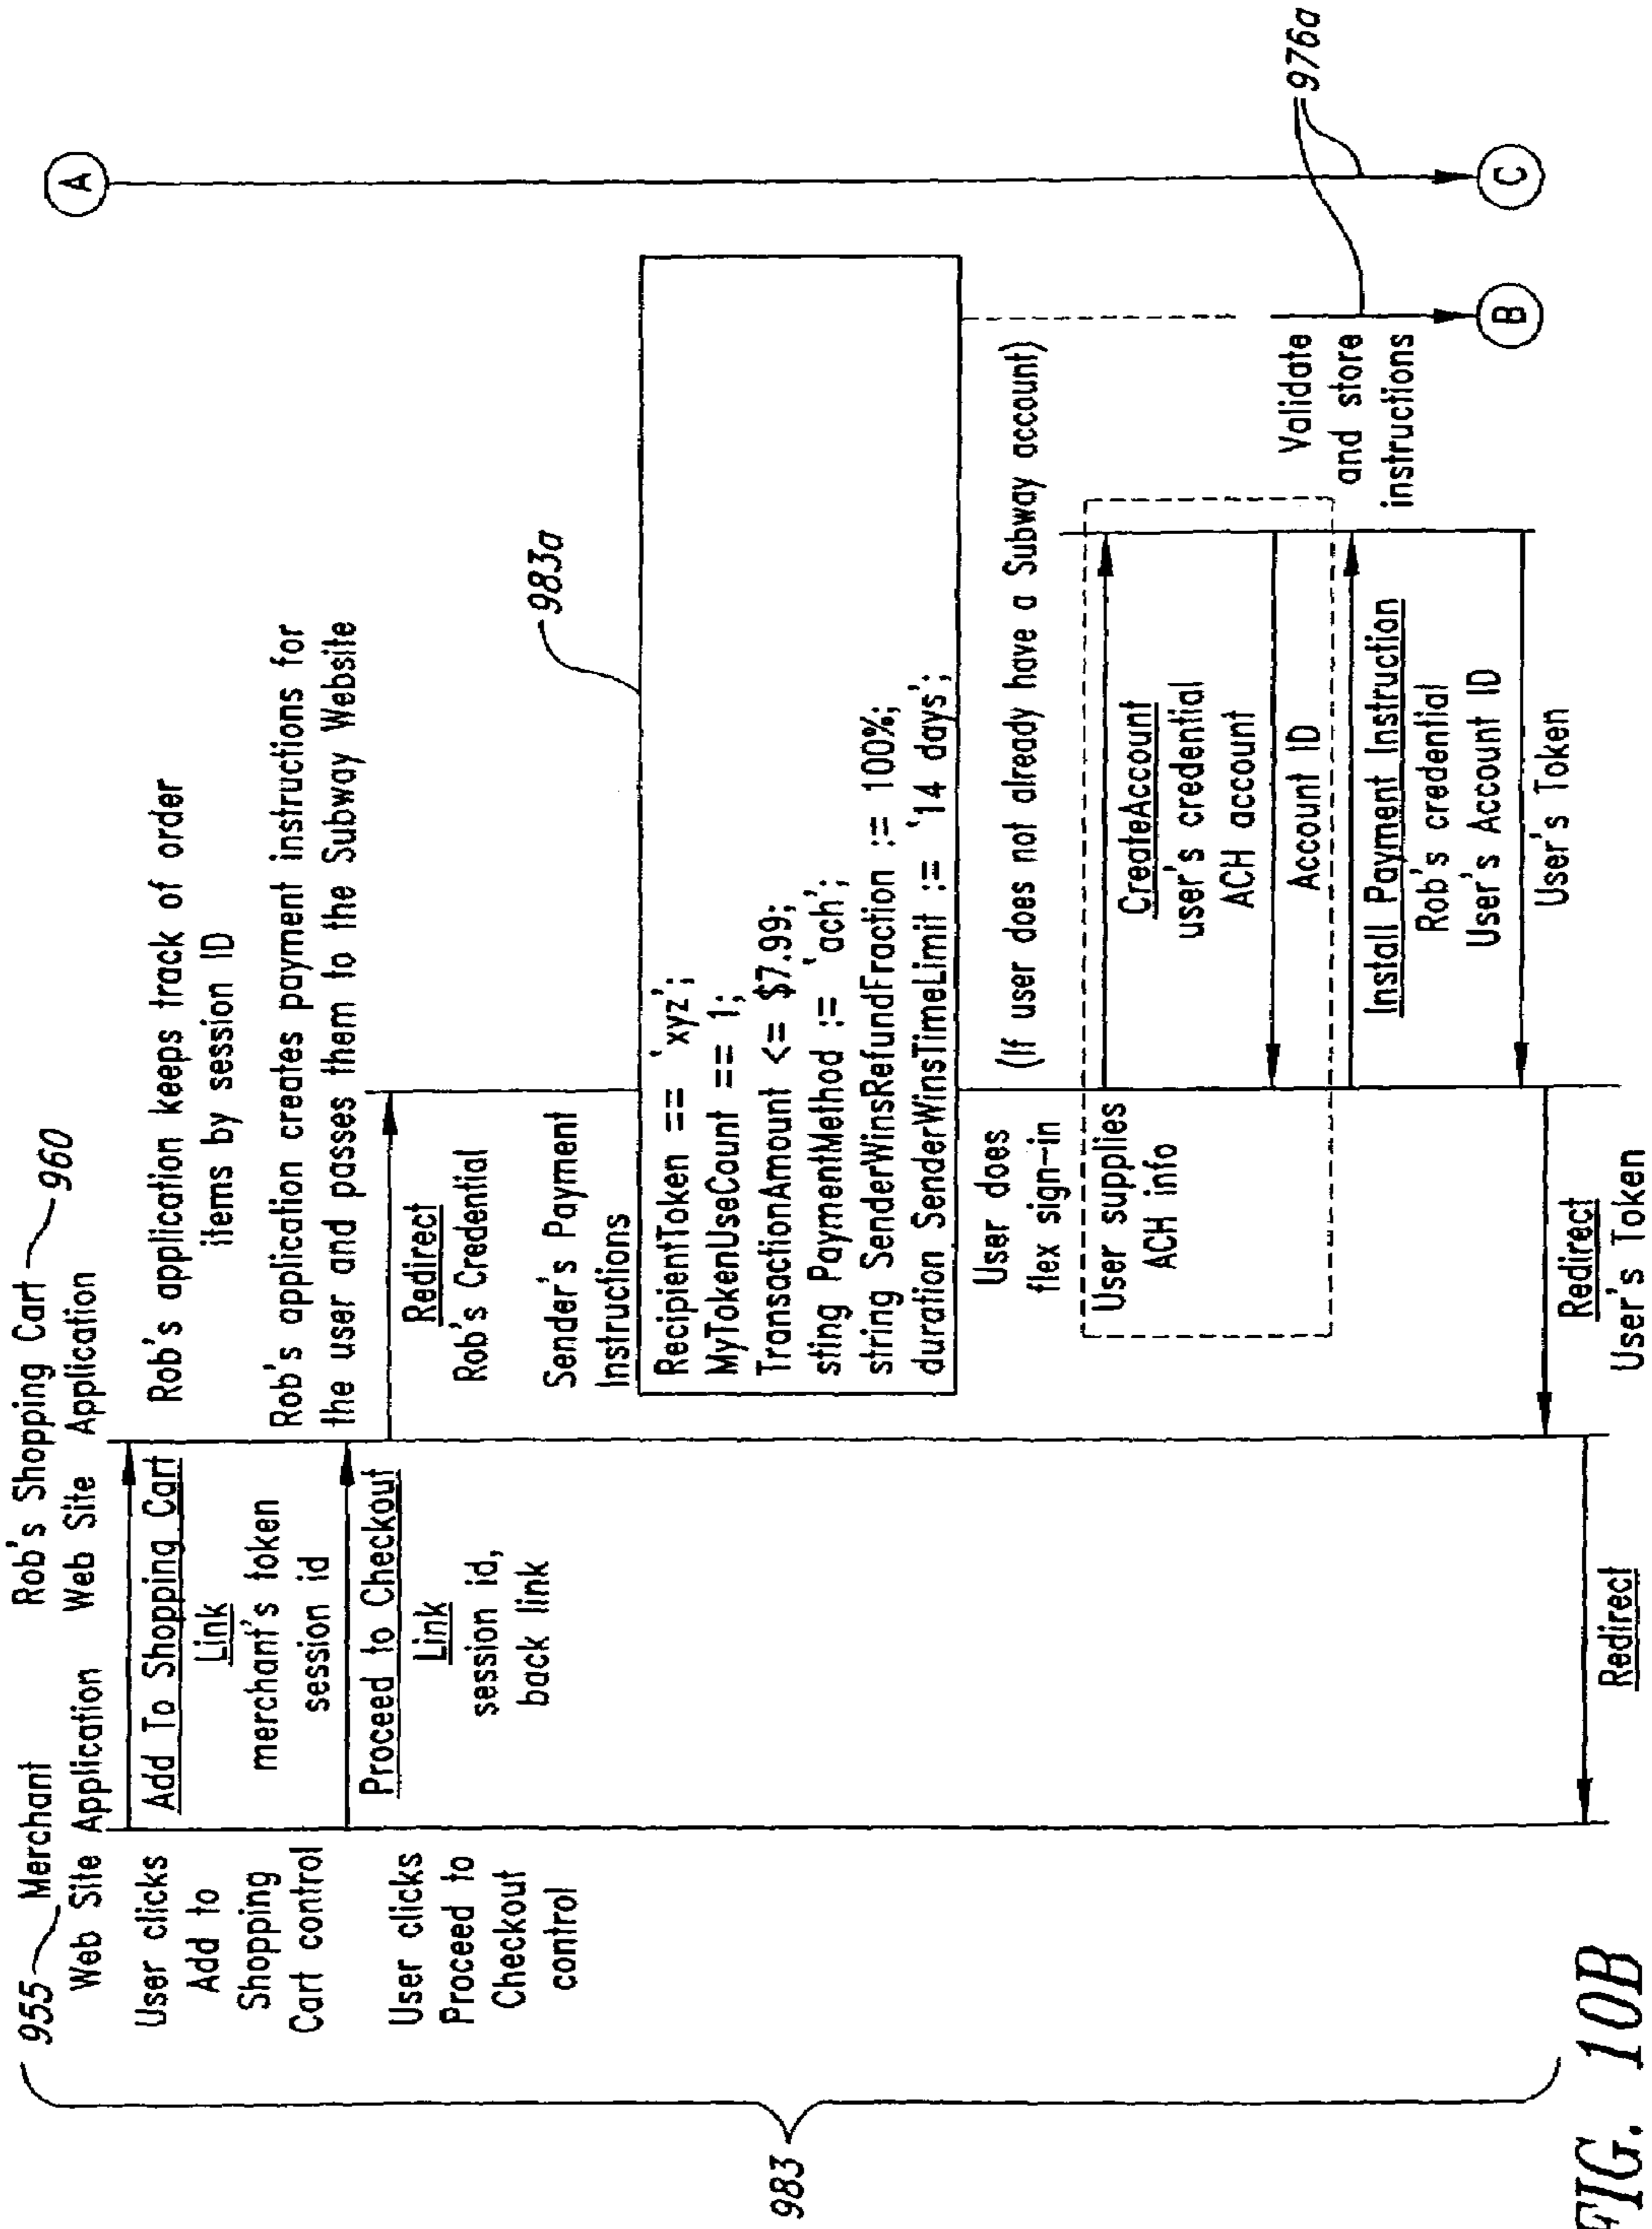 955
Merchant
Web Site Application
Rob's Shopping Cart
960
Web Site Application
A
User clicks
Add to
Shopping
Cart control
Add To Shopping Cart
Link
merchant's token
session id
Rob's application keeps track of order
items by session ID
User clicks
Proceed to
Checkout
control
Proceed to Checkout
Link
session id,
back link
Rob's application creates payment instructions for
the user and passes them to the Subway Website
Redirect
Rob's Credential
Sender's Payment
Instructions
983a
RecipientToken == 'xyz';
MyTokenUseCount == 1;
TransactionAmount <= $7.99;
sting PaymentMethod := 'ach';
string SenderWinsRefundFraction := 100%;
duration SenderWinsTimeLimit := '14 days';
User does
flex sign-in
(If user does not already have a Subway account)
User supplies
ACH info
CreateAccount
user's credential
ACH account
Account ID
Install Payment Instruction
Rob's credential
User's Account ID
User's Token
Validate
and store
instructions
976a
B
C
Redirect
User's Token
Redirect
983
FIG. 10B